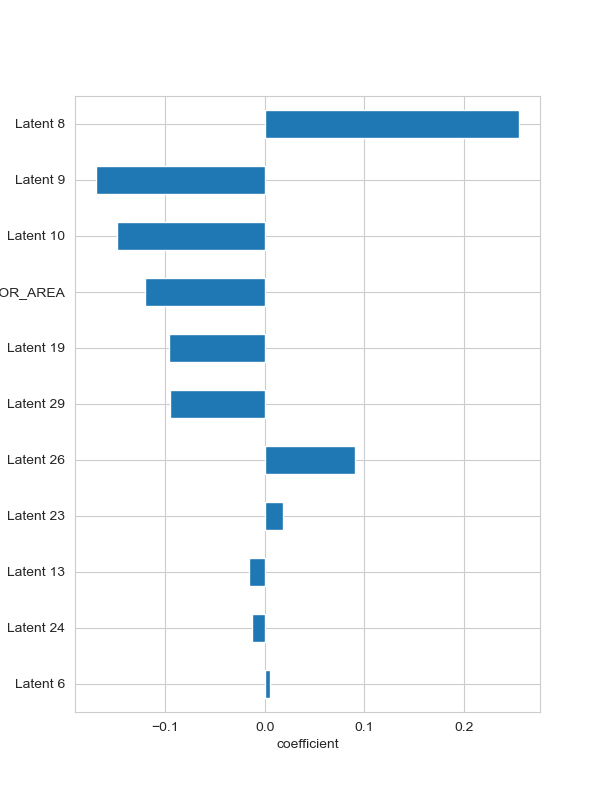 Latent 8
Latent 9
Latent 10
OR_AREA
Latent 19
Latent 29
Latent 26
Latent 23
Latent 13
Latent 24
Latent 6
−0.1 0.0 0.1 0.2
coefficient